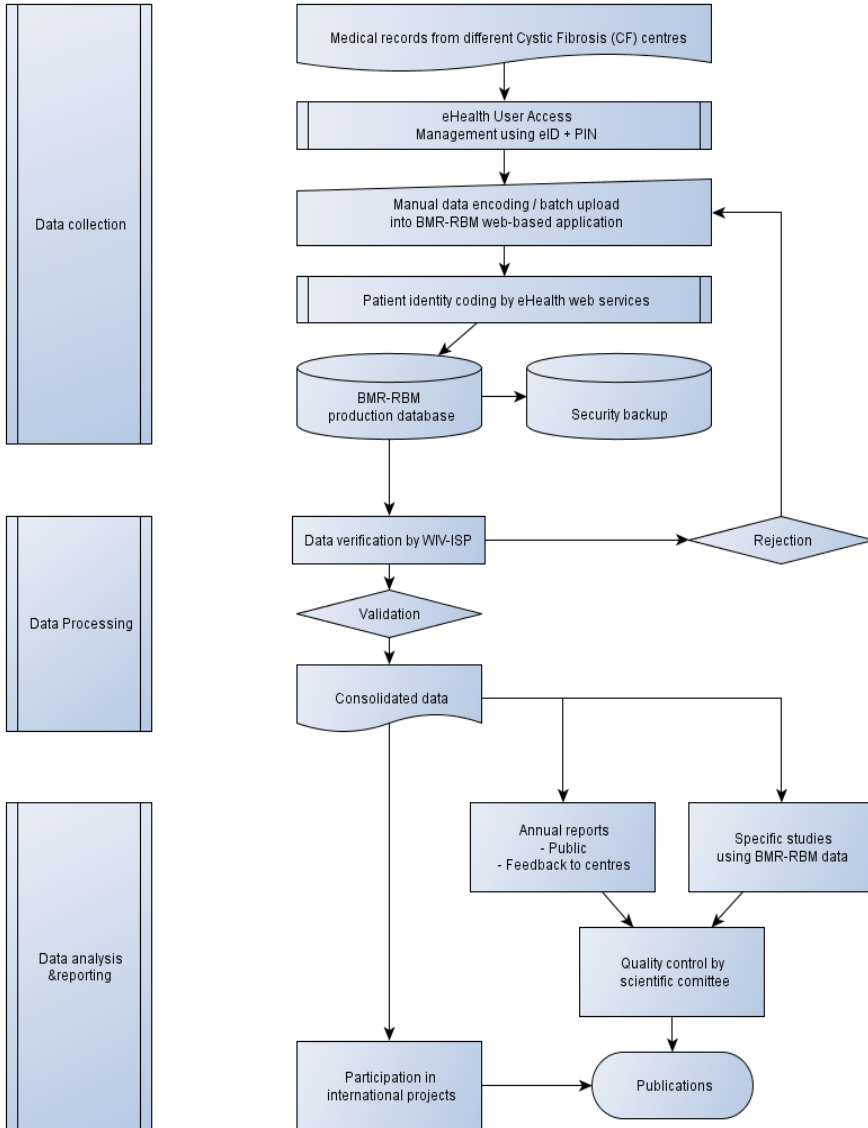 Medical records from different Cystic Fibrosis (CF) centres
eHealth User Access
Management using eID + PIN
Data collection
Manual data encoding / batch upload
into BMR-RBM web-based application
Patient identity coding by eHealth web services
BMR-RBM
production database
Security backup
Data verification by WIV-ISP
Rejection
Data Processing
Validation
Consolidated data
Annual reports
- Public
- Feedback to centres
Specific studies
using BMR-RBM data
Data analysis
&reporting
Quality control by
scientific comittee
Participation in
international projects
Publications